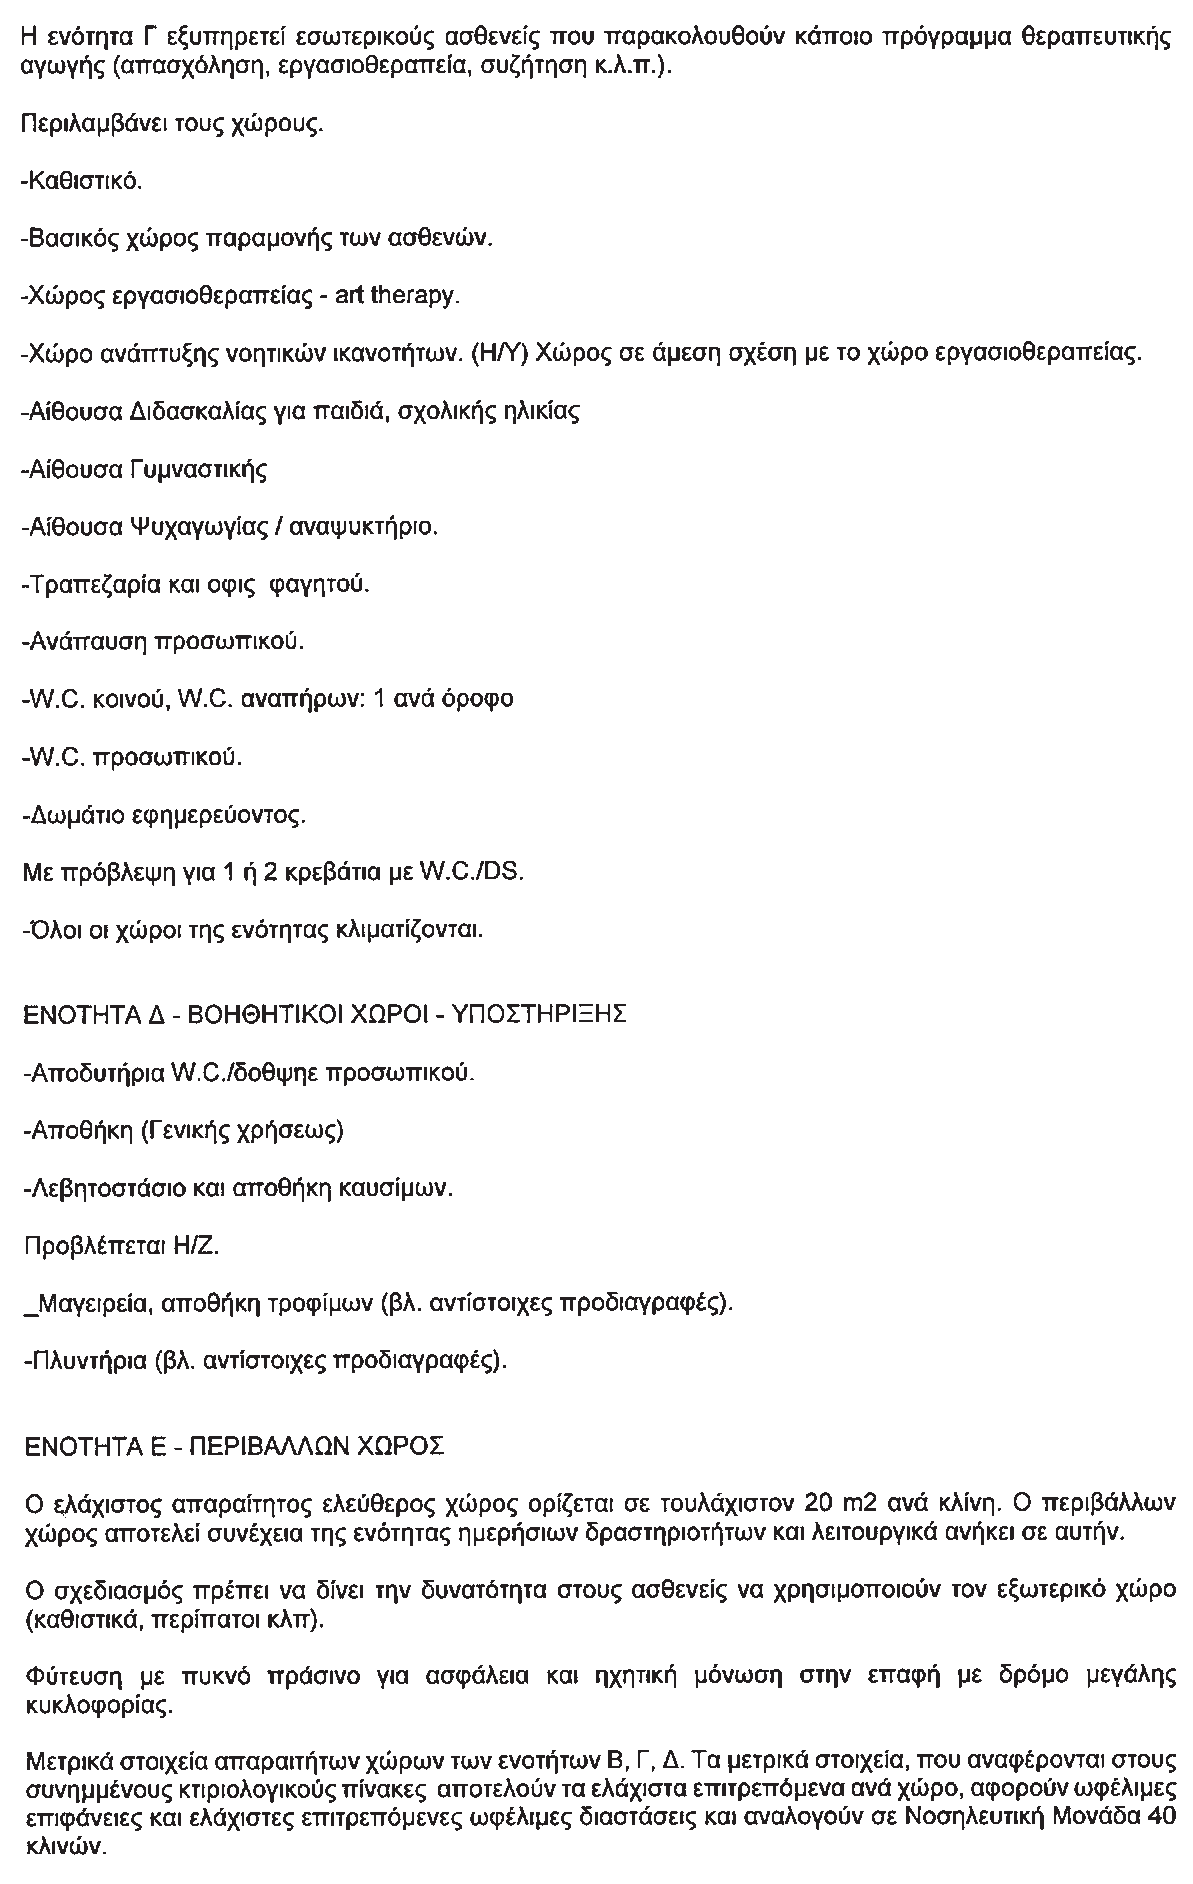 Η ενότητα Γ εξυπηρετεί εσωτερικούς ασθενείς που παρακολουθούν κάποιο πρόγραμμα θεραπευτικής
αγωγής (απασχόληση, εργασιοθεραπεία, συζήτηση κ.λ.π.).
Περιλαμβάνει τους χώρους.
-Καθιστικό.
-Βασικός χώρος παραμονής των ασθενών.
-Χώρος εργασιοθεραπείας - art therapy.
-Χώρο ανάπτυξης νοητικών ικανοτήτων. (Η/Υ) Χώρος σε άμεση σχέση με το χώρο εργασιοθεραπείας.
-Αίθουσα Διδασκαλίας για παιδιά, σχολικής ηλικίας
-Αίθουσα Γυμναστικής
-Αίθουσα Ψυχαγωγίας / αναψυκτήριο.
-Τραπεζαρία και οφις φαγητού.
-Ανάπαυση προσωπικού.
-W.C. κοινού, W.C. αναπήρων: 1 ανά όροφο
-W.C. προσωπικού.
-Δωμάτιο εφημερεύοντος.
Με πρόβλεψη για 1 ή 2 κρεβάτια με W.C./DS.
-Όλοι οι χώροι της ενότητας κλιματίζονται.
ΕΝΟΤΗΤΑ Δ - ΒΟΗΘΗΤΙΚΟΙ ΧΩΡΟΙ - ΥΠΟΣΤΗΡΙΞΗΣ
-Αποδυτήρια W.C./δοθψηε προσωπικού.
-Αποθήκη (Γενικής χρήσεως)
-Λεβητοστάσιο και αποθήκη καυσίμων.
Προβλέπεται Η/Ζ.
_Μαγειρεία, αποθήκη τροφίμων (βλ. αντίστοιχες προδιαγραφές).
-Πλυντήρια (βλ. αντίστοιχες προδιαγραφές).
ΕΝΟΤΗΤΑ Ε - ΠΕΡΙΒΑΛΛΩΝ ΧΩΡΟΣ
Ο ελάχιστος απαραίτητος ελεύθερος χώρος ορίζεται σε τουλάχιστον 20 m2 ανά κλίνη. Ο περιβάλλων
χώρος αποτελεί συνέχεια της ενότητας ημερήσιων δραστηριοτήτων και λειτουργικά ανήκει σε αυτήν.
Ο σχεδιασμός πρέπει να δίνει την δυνατότητα στους ασθενείς να χρησιμοποιούν τον εξωτερικό χώρο
(καθιστικά, περίπατοι κλπ).
Φύτευση με πυκνό πράσινο για ασφάλεια και ηχητική μόνωση στην επαφή με δρόμο μεγάλης
κυκλοφορίας.
Μετρικά στοιχεία απαραιτήτων χώρων των ενοτήτων Β, Γ, Δ. Τα μετρικά στοιχεία, που αναφέρονται στους
συνημμένους κτιριολογικούς πίνακες αποτελούν τα ελάχιστα επιτρεπόμενα ανά χώρο, αφορούν ωφέλιμες
επιφάνειες και ελάχιστες επιτρεπόμενες ωφέλιμες διαστάσεις και αναλογούν σε Νοσηλευτική Μονάδα 40
κλινών.